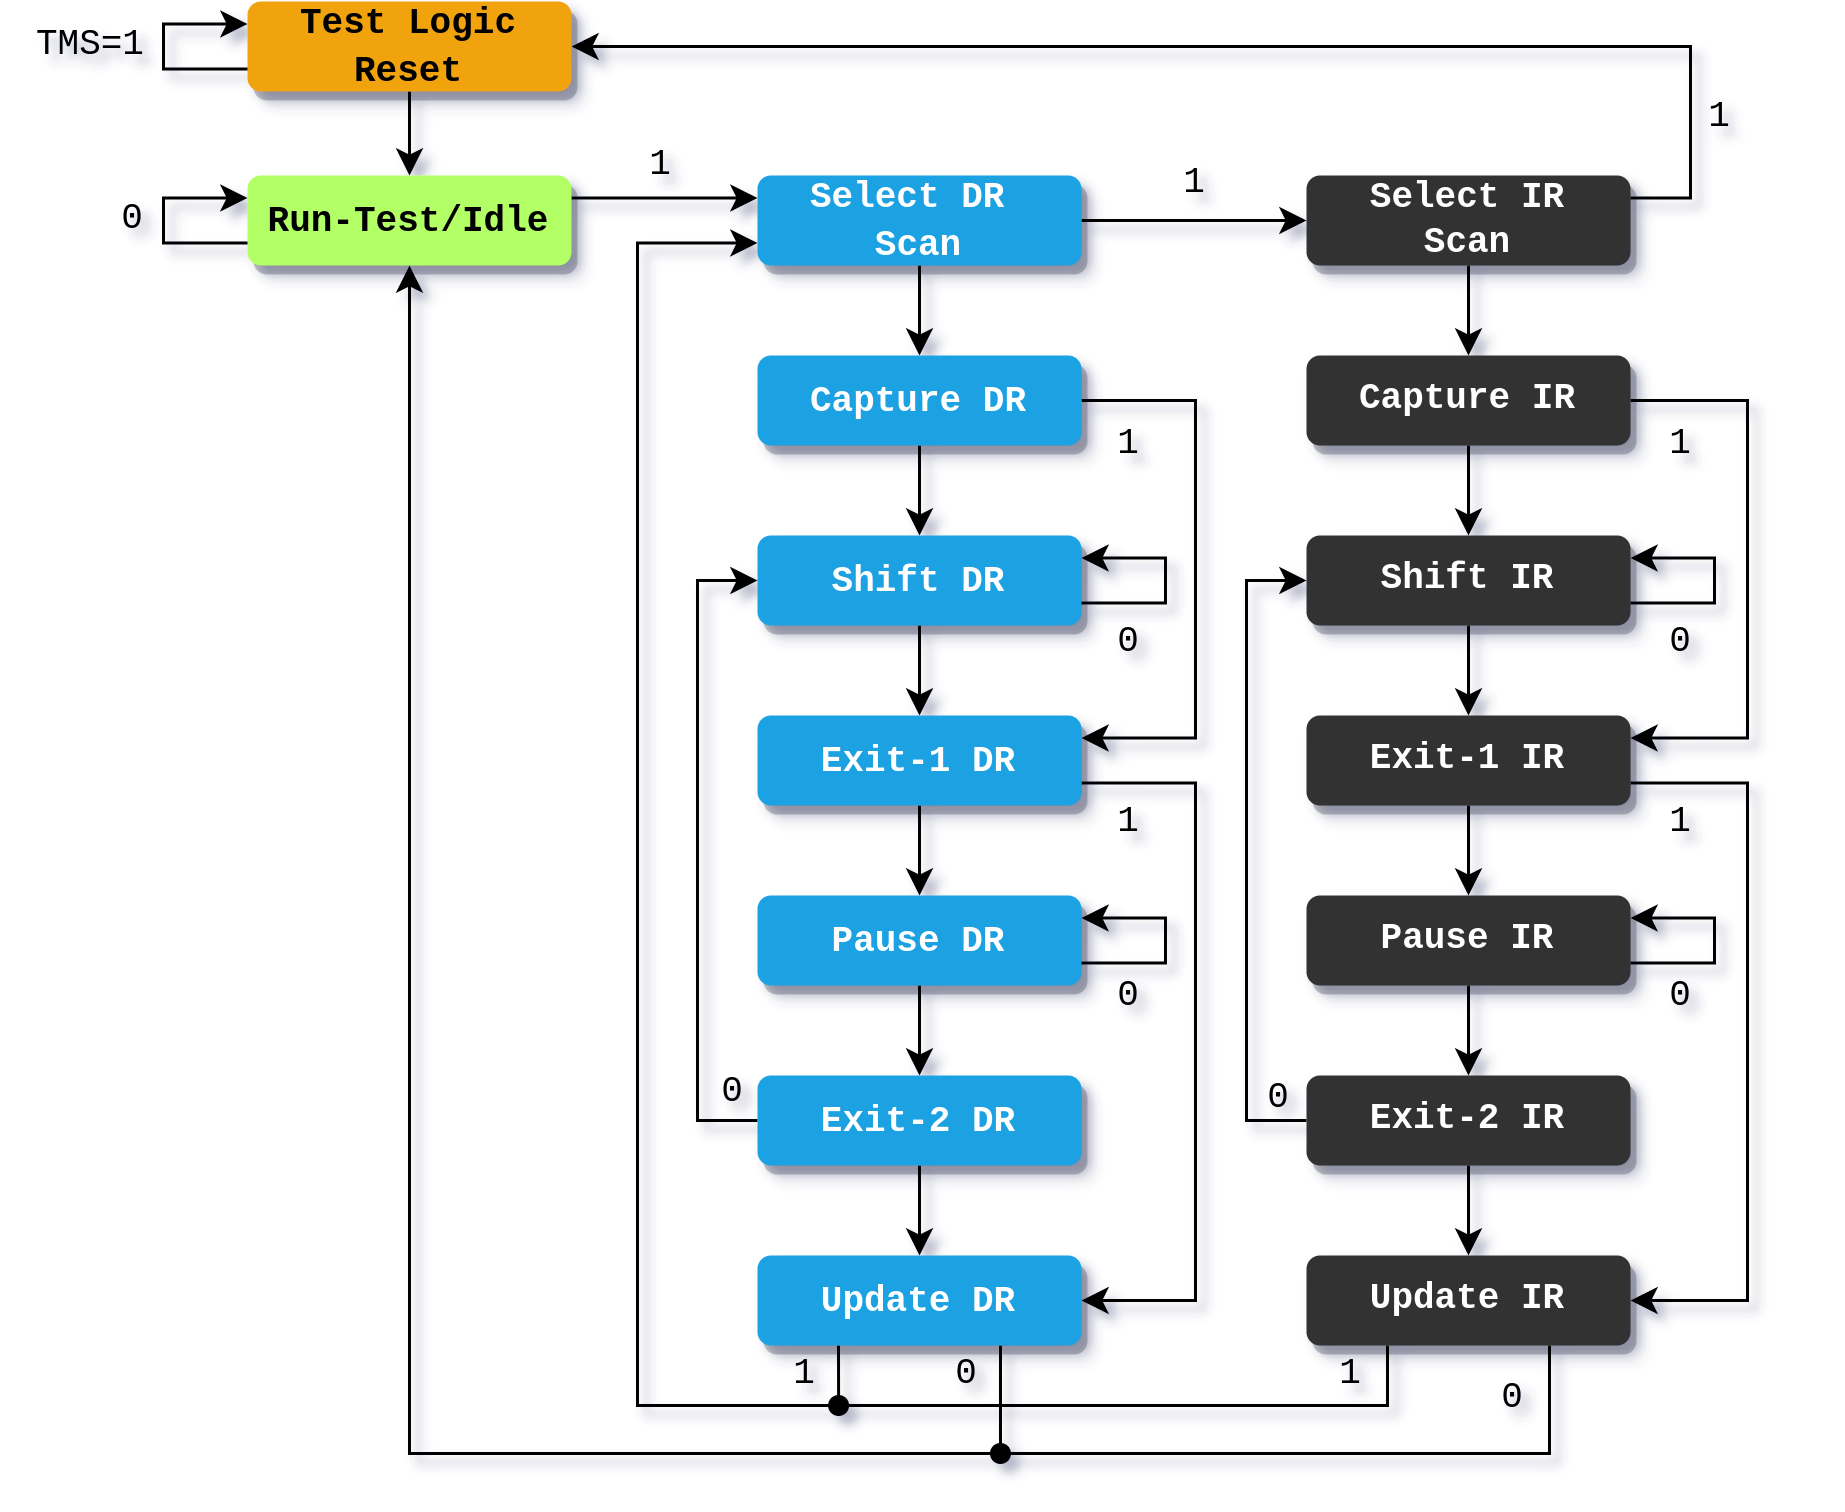 Test Logic
Reset
TMS=1
1
Run-Test/Idle
0
1
Select DR
Scan
1
Select IR
Scan
Capture DR
1
Capture IR
1
Shift DR
0
Shift IR
0
Exit-1 DR
1
Exit-1 IR
1
Pause DR
0
Pause IR
0
0
Exit-2 DR
0
Exit-2 IR
Update DR
1
0
Update IR
1
0